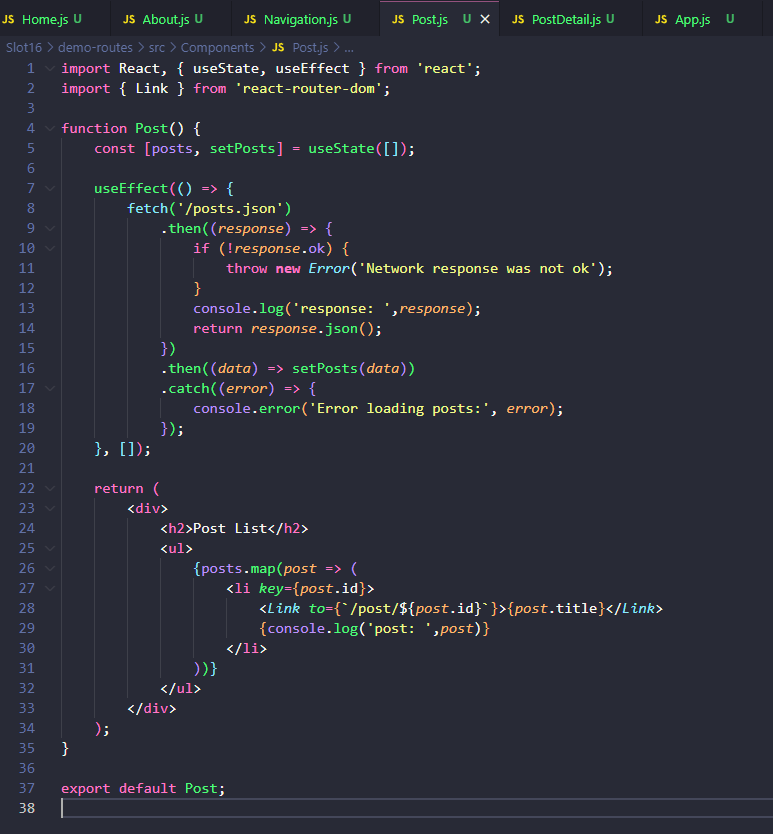 JS Home.js U JS About.js U JS Navigation.js U JS Post.js U × JS PostDetail.js U JS App.js U
Slot16 > demo-routes > src > Components > JS Post.js > ...
1 import React, { useState, useEffect } from 'react';
2 import { Link } from 'react-router-dom';
3
4 function Post() {
5     const [posts, setPosts] = useState([]);
6
7     useEffect(() => {
8         fetch('/posts.json')
9             .then((response) => {
10                 if (!response.ok) {
11                     throw new Error('Network response was not ok');
12                 }
13                 console.log('response: ',response);
14                 return response.json();
15             })
16             .then((data) => setPosts(data))
17             .catch((error) => {
18                 console.error('Error loading posts:', error);
19             });
20     }, []);
21
22     return (
23         <div>
24             <h2>Post List</h2>
25             <ul>
26                 {posts.map(post => (
27                     <li key={post.id}>
28                         <Link to={`/post/${post.id}`}>{post.title}</Link>
29                         {console.log('post: ',post)}
30                     </li>
31                 ))}
32             </ul>
33         </div>
34     );
35 }
36
37 export default Post;
38